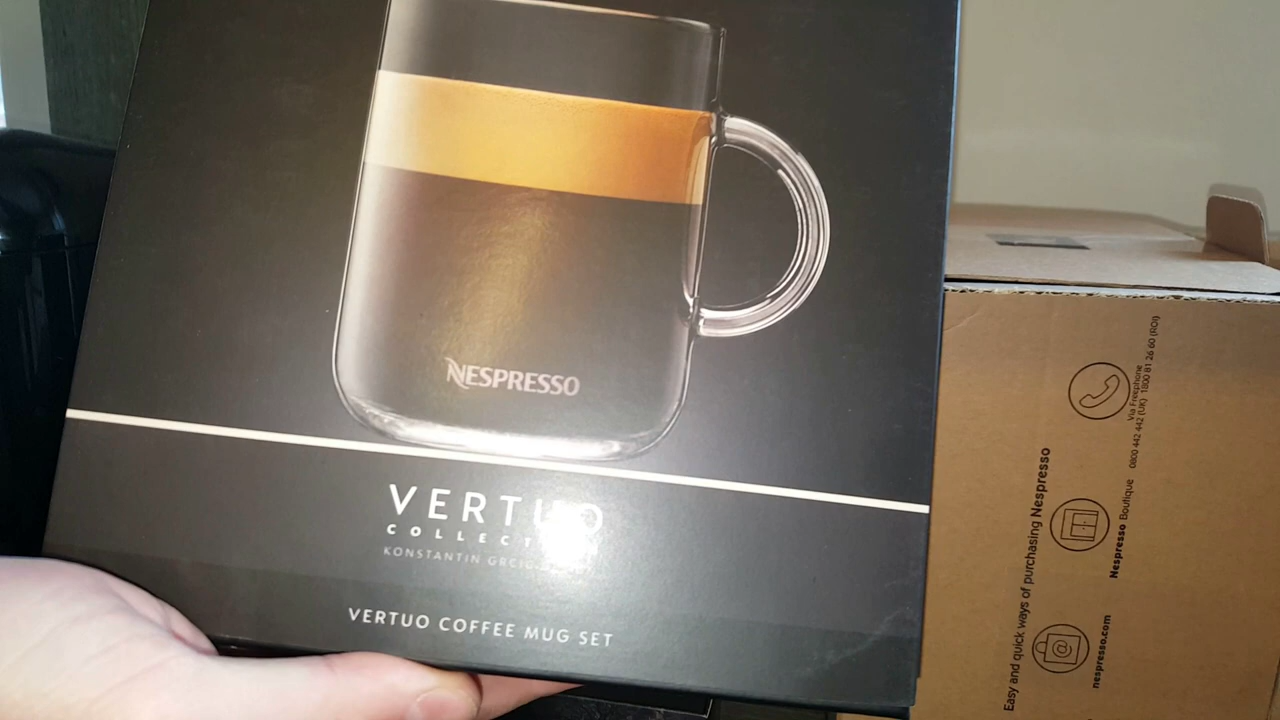 NESPRESSO
VERTUO
COLLECT
KONSTANTIN GRCIC
VERTUO COFFEE MUG SET
Easy and quick ways of purchasing Nespresso
Via Freephone
0800 442 442 (UK) 1800 81 26 60 (ROI)
Nespresso Boutique
nespresso.com